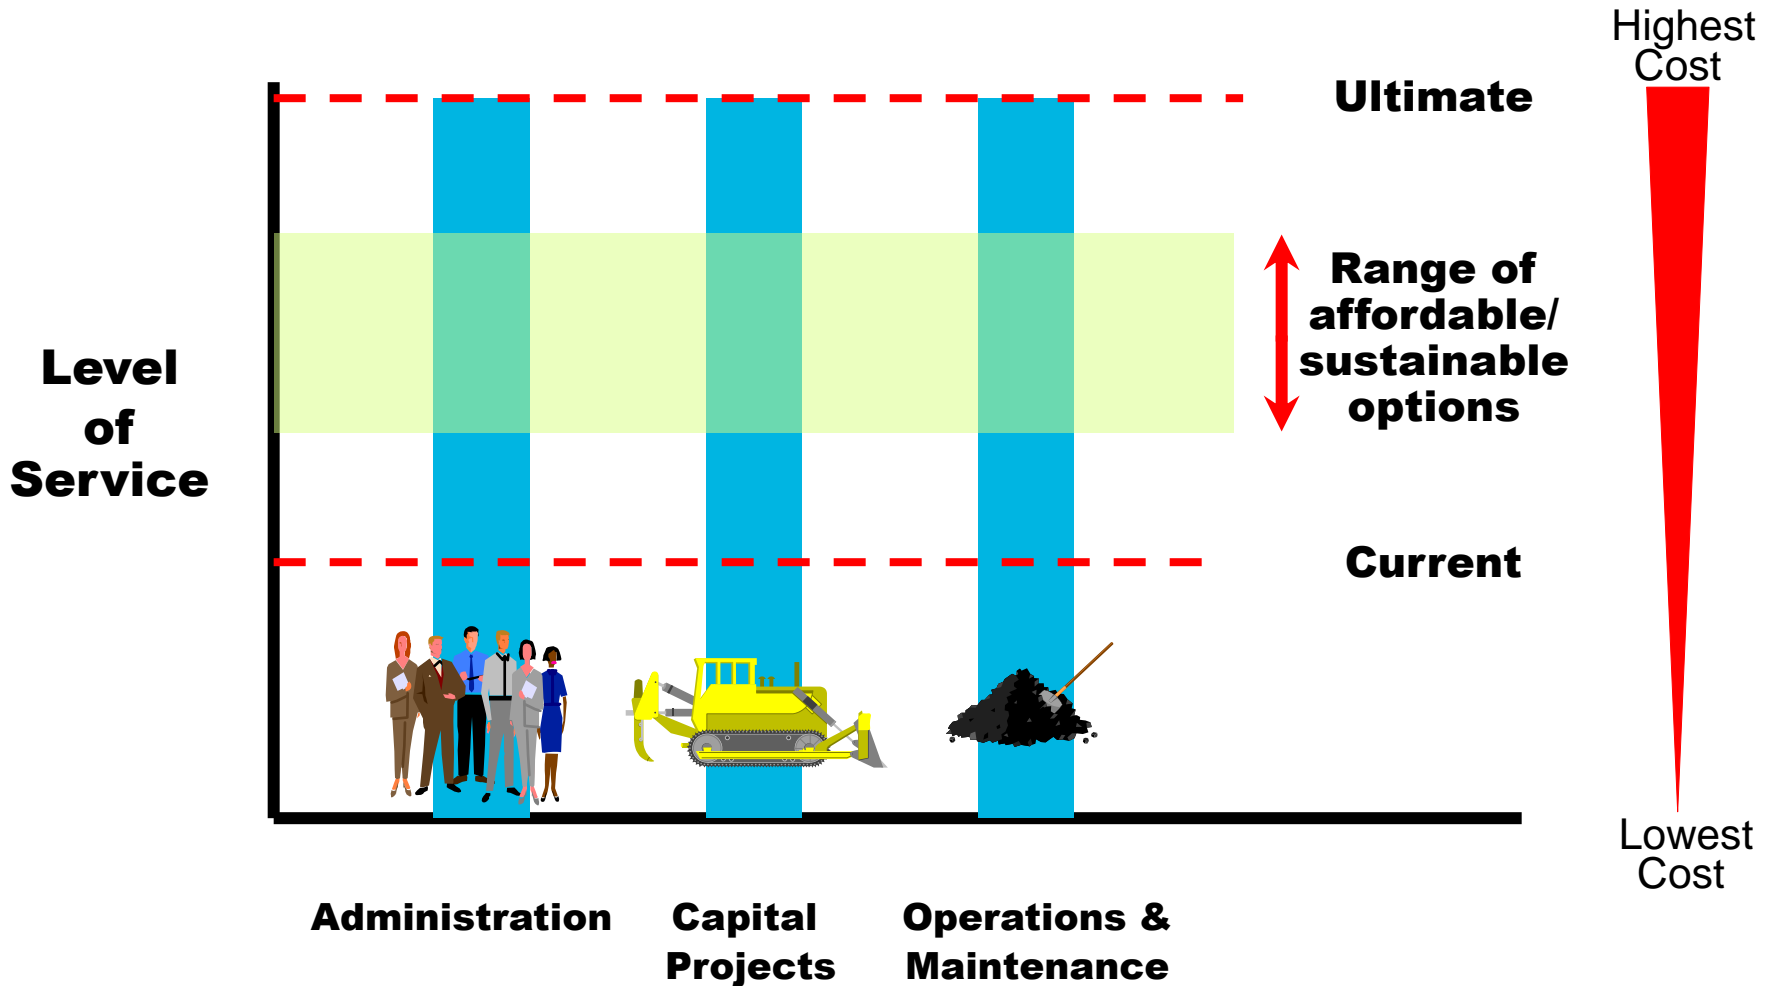 Highest
Cost
Ultimate
Range of
affordable/
sustainable
options
Level
of
Service
Current
Lowest
Cost
Administration
Capital
Projects
Operations &
Maintenance